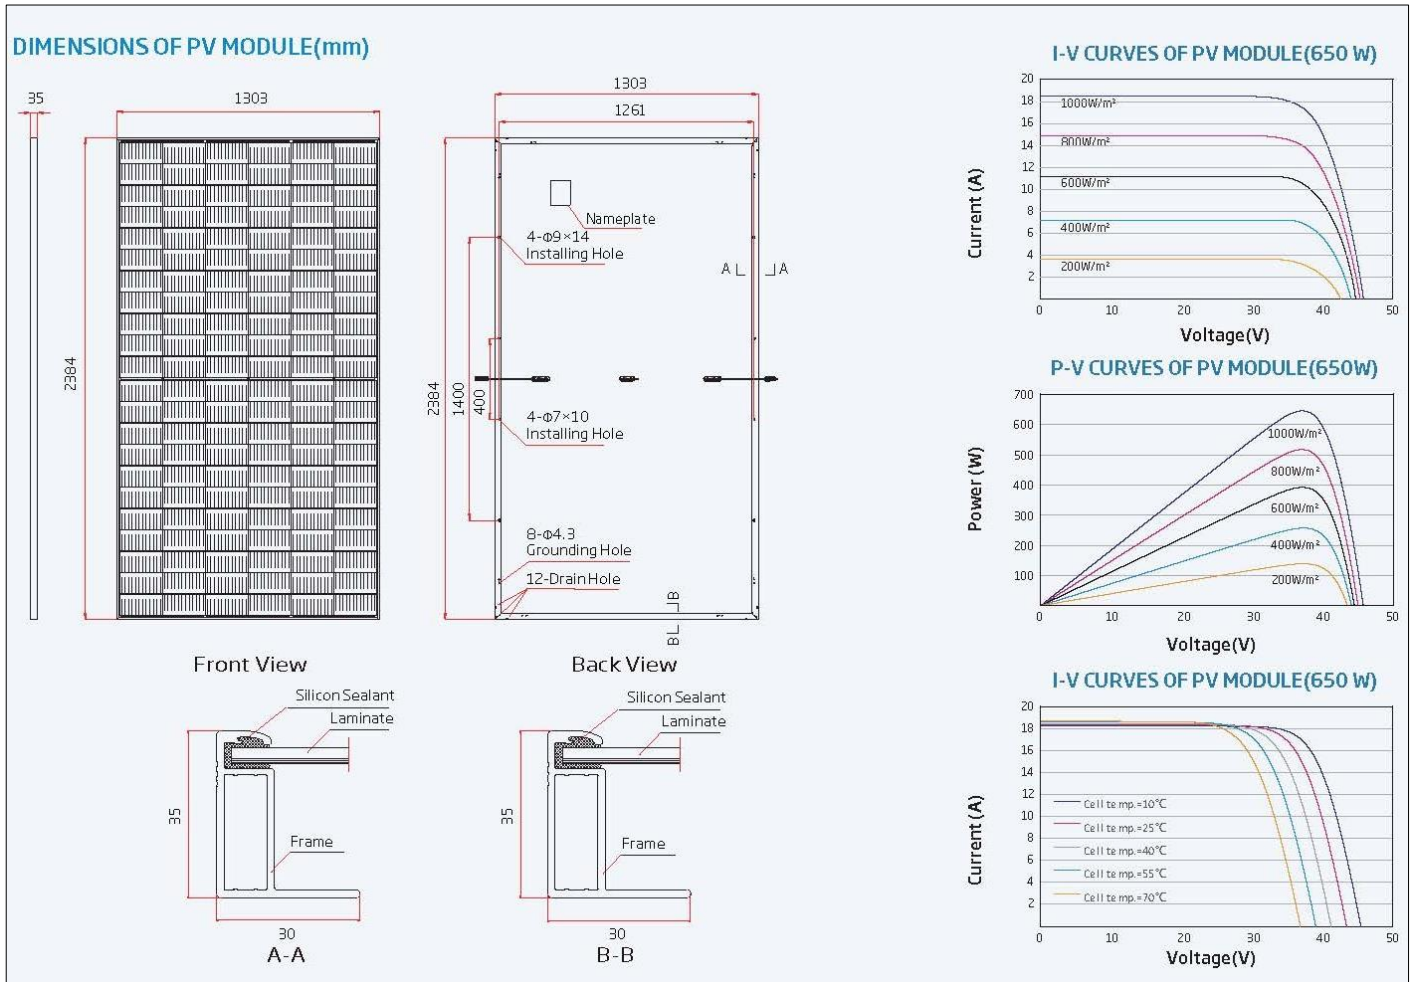 DIMENSIONS OF PV MODULE(mm)
35
1303
2384
Front View
1303
1261
2384
1400
400
Nameplate
4-Φ9×14
Installing Hole
A
A
4-Φ7×10
Installing Hole
8-Φ4.3
Grounding Hole
12-Drain Hole
B
B
Back View
Silicon Sealant
Laminate
35
Frame
30
A-A
Silicon Sealant
Laminate
35
Frame
30
B-B
I-V CURVES OF PV MODULE(650 W)
Current (A)
20
18
16
14
12
10
8
6
4
2
1000W/m²
800W/m²
600W/m²
400W/m²
200W/m²
0 10 20 30 40 50
Voltage(V)
P-V CURVES OF PV MODULE(650W)
Power (W)
700
600
500
400
300
200
100
1000W/m²
800W/m²
600W/m²
400W/m²
200W/m²
0 10 20 30 40 50
Voltage(V)
I-V CURVES OF PV MODULE(650 W)
Current (A)
20
18
16
14
12
10
8
6
4
2
Cell temp.=10℃
Cell temp.=25℃
Cell temp.=40℃
Cell temp.=55℃
Cell temp.=70℃
0 10 20 30 40 50
Voltage(V)